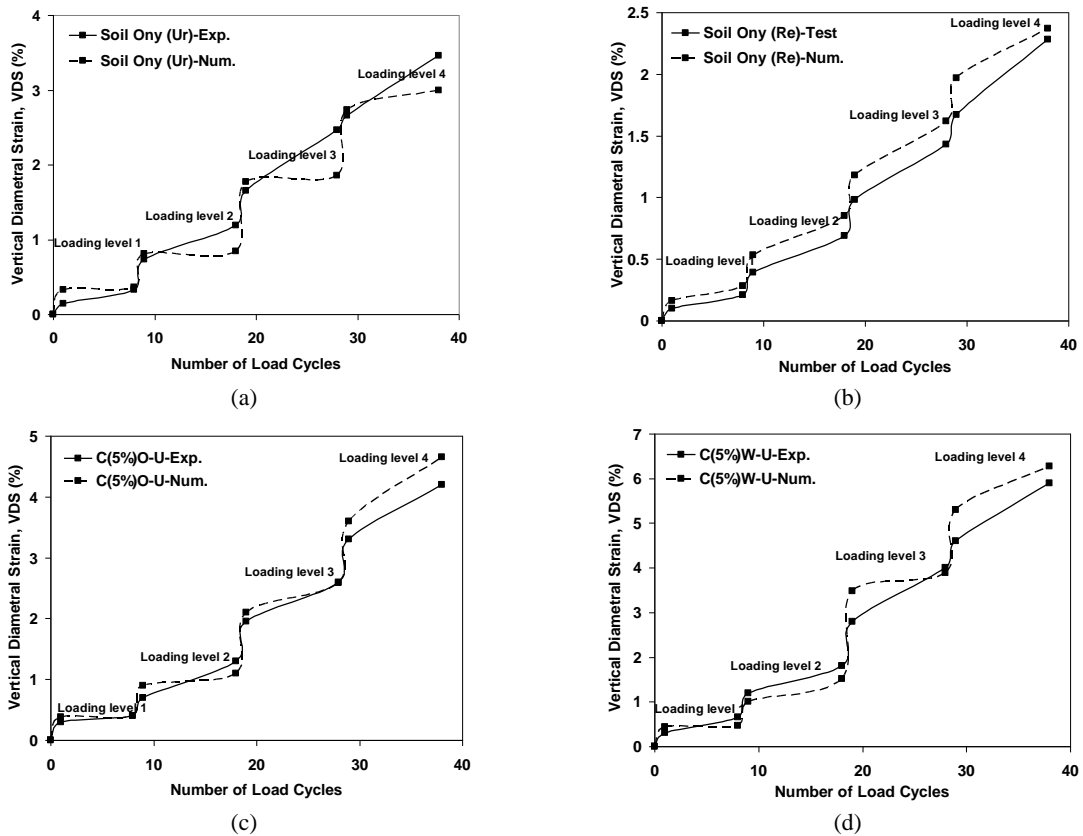 4
3
2
1
0
Vertical Diametral Strain, VDS (%)
Soil Ony (Ur)-Exp.
Soil Ony (Ur)-Num.
Loading level 4
Loading level 3
Loading level 2
Loading level 1
0 10 20 30 40
Number of Load Cycles
(a)
2.5
2
1.5
1
0.5
0
Vertical Diametral Strain, VDS (%)
Soil Ony (Re)-Test
Soil Ony (Re)-Num.
Loading level 4
Loading level 3
Loading level 2
Loading level
0 10 20 30 40
Number of Load Cycles
(b)
5
4
3
2
1
0
Vertical Diametral Strain, VDS (%)
C(5%)O-U-Exp.
C(5%)O-U-Num.
Loading level 4
Loading level 3
Loading level 2
Loading level 1
0 10 20 30 40
Number of Load Cycles
(c)
7
6
5
4
3
2
1
0
Vertical Diametral Strain, VDS (%)
C(5%)W-U-Exp.
C(5%)W-U-Num.
Loading level 4
Loading level 3
Loading level 2
Loading level
0 10 20 30 40
Number of Load Cycles
(d)